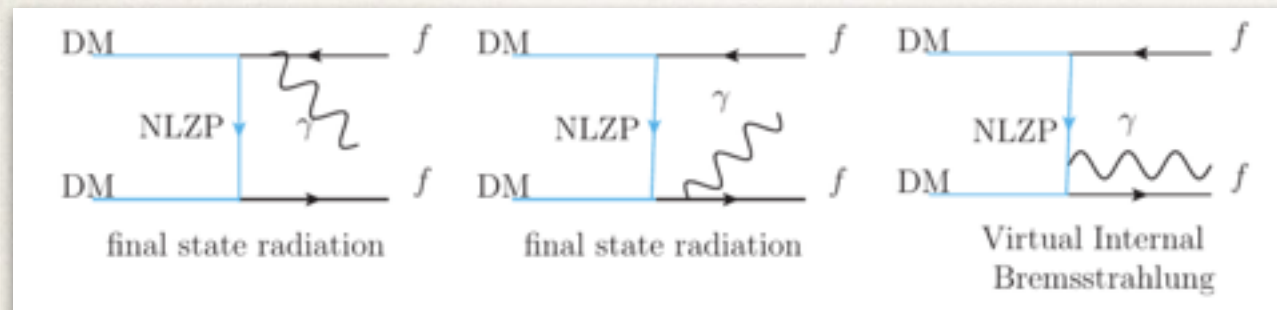 DM
f
γ
NLZP
DM
f
final state radiation
DM
f
γ
NLZP
DM
f
final state radiation
DM
f
γ
NLZP
DM
f
Virtual Internal
Bremsstrahlung